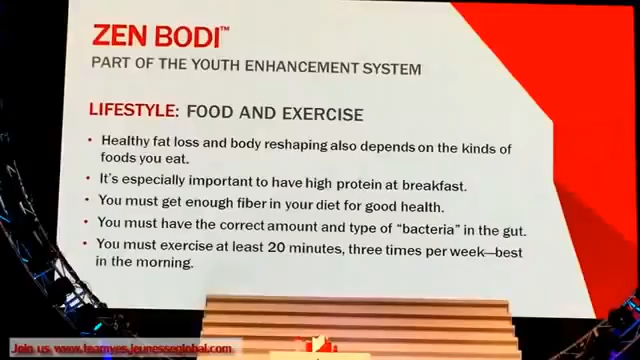 ZEN BODI™
PART OF THE YOUTH ENHANCEMENT SYSTEM
LIFESTYLE: FOOD AND EXERCISE
• Healthy fat loss and body reshaping also depends on the kinds of
foods you eat.
• It's especially important to have high protein at breakfast.
• You must get enough fiber in your diet for good health.
• You must have the correct amount and type of “bacteria” in the gut.
• You must exercise at least 20 minutes, three times per week—best
in the morning.
Join us www.teamyes.jeunesseglobal.com